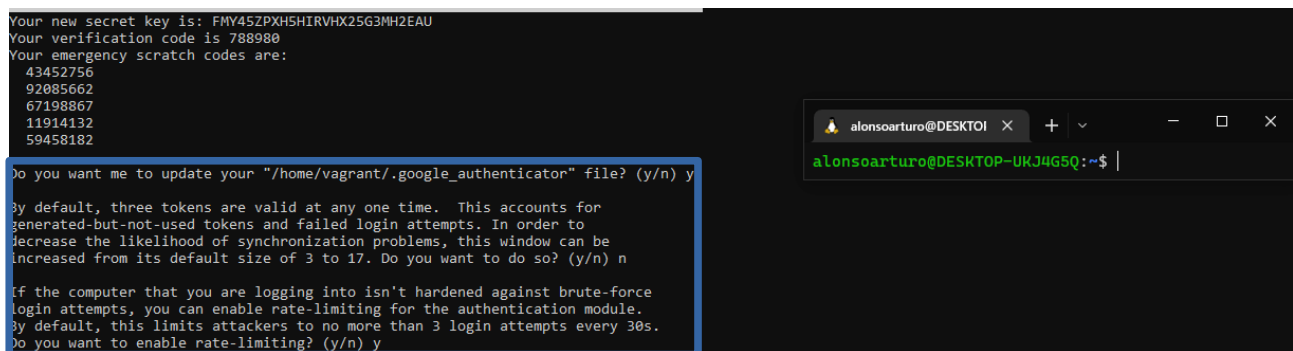 Your new secret key is: FMY45ZPXH5HIRVHX25G3MH2EAU
Your verification code is 788980
Your emergency scratch codes are:
43452756
92085662
67198867
11914132
59458182
Do you want me to update your "/home/vagrant/.google_authenticator" file? (y/n) y
By default, three tokens are valid at any one time.  This accounts for
generated-but-not-used tokens and failed login attempts. In order to
decrease the likelihood of synchronization problems, this window can be
increased from its default size of 3 to 17. Do you want to do so? (y/n) n
If the computer that you are logging into isn't hardened against brute-force
login attempts, you can enable rate-limiting for the authentication module.
By default, this limits attackers to no more than 3 login attempts every 30s.
Do you want to enable rate-limiting? (y/n) y
alonsoarturo@DESKTOI
alonsoarturo@DESKTOP-UKJ4G5Q:~$